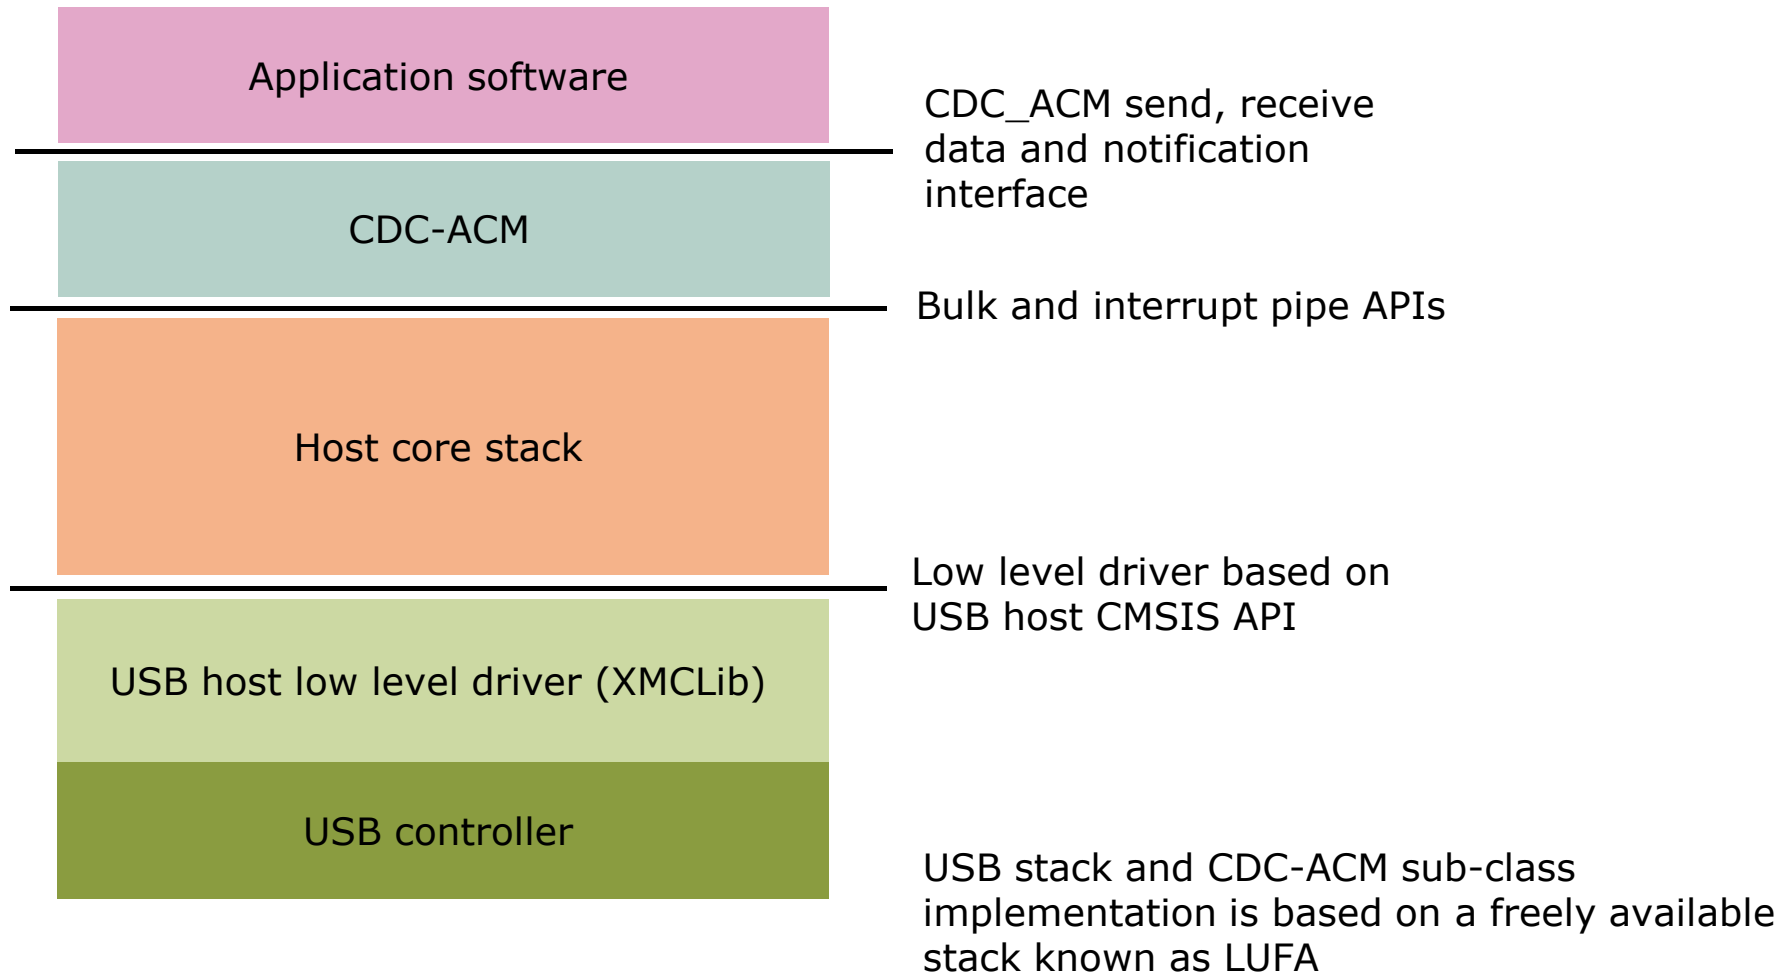 Application software
CDC_ACM send, receive
data and notification
interface
CDC-ACM
Bulk and interrupt pipe APIs
Host core stack
Low level driver based on
USB host CMSIS API
USB host low level driver (XMCLib)
USB controller
USB stack and CDC-ACM sub-class
implementation is based on a freely available
stack known as LUFA